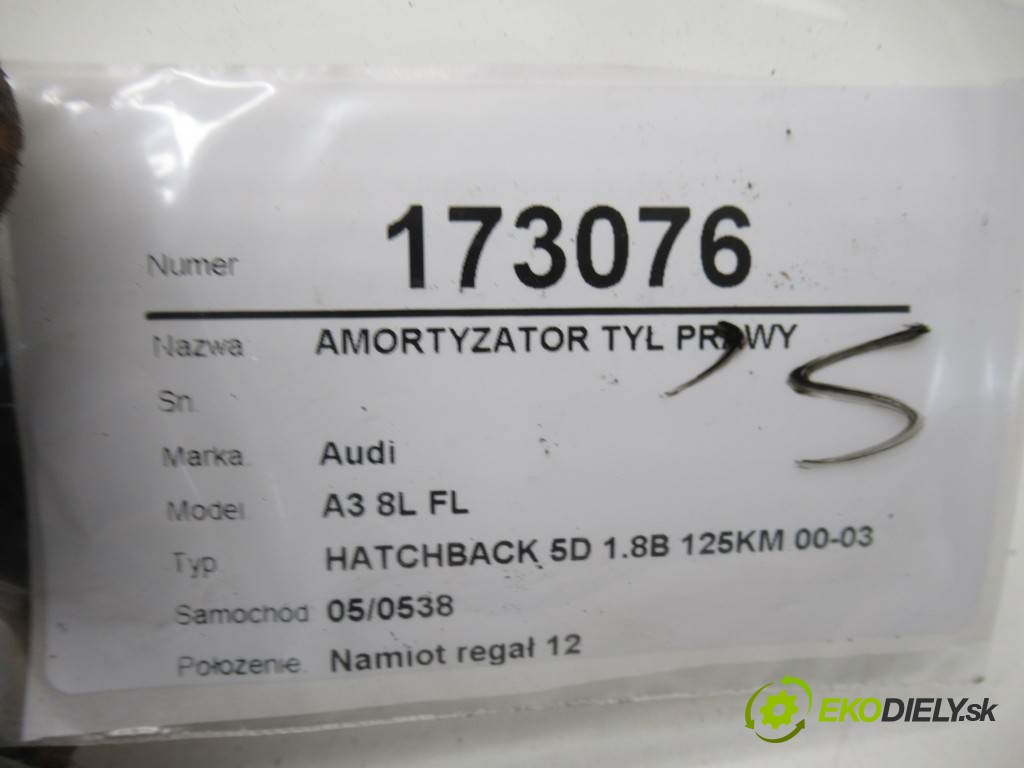 Numer 173076
Nazwa AMORTYZATOR TYŁ PRAWY
Sn.
Marka Audi
Model A3 8L FL
Typ HATCHBACK 5D 1.8B 125KM 00-03
Samochód 05/0538
Położenie. Namiot regał 12
EKODIELY.sk